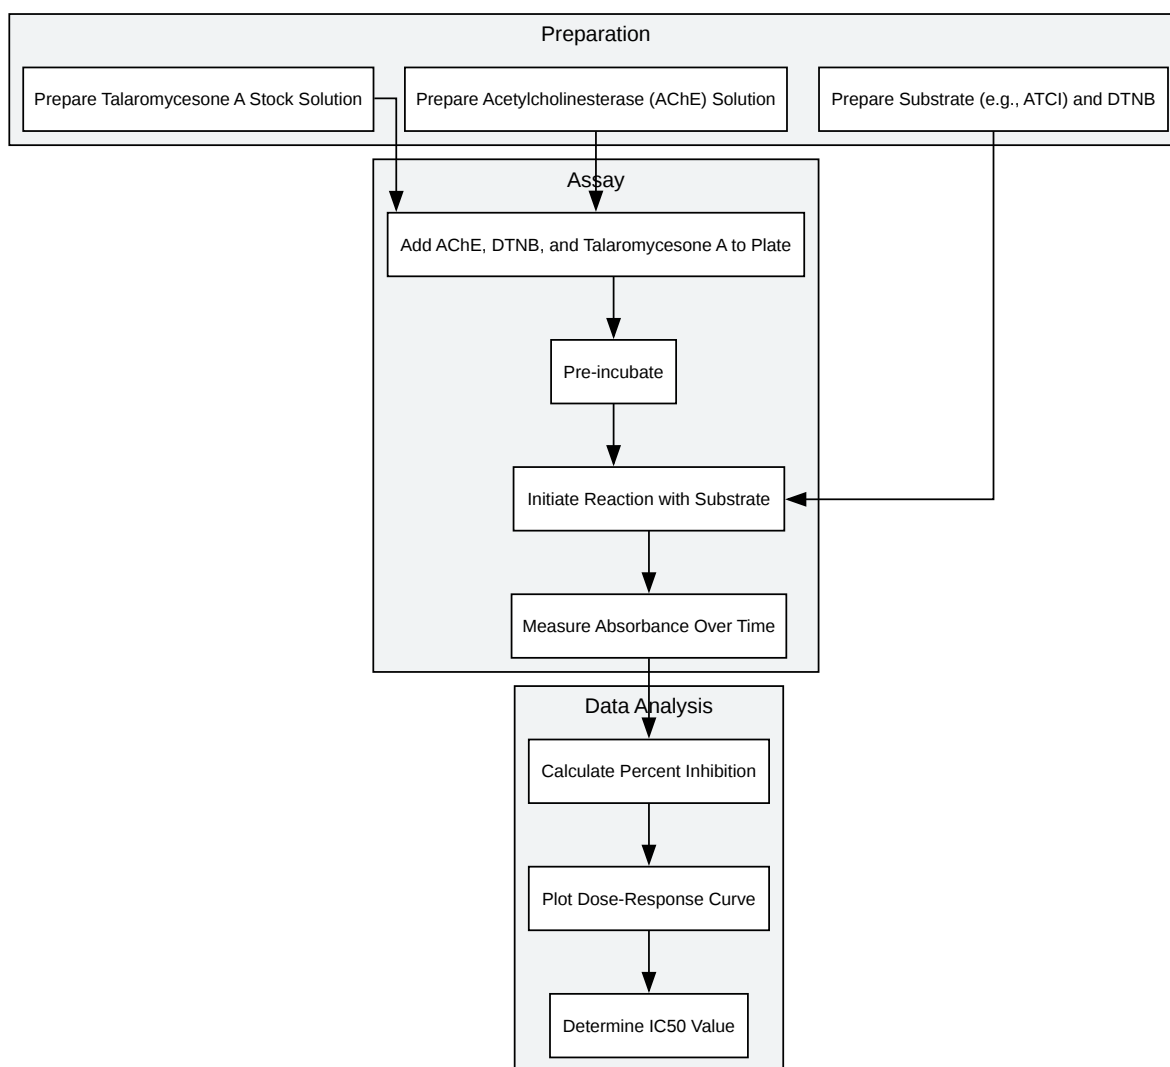 Preparation
Prepare Talaromycesone A Stock Solution
Prepare Acetylcholinesterase (AChE) Solution
Prepare Substrate (e.g., ATCI) and DTNB
Assay
Add AChE, DTNB, and Talaromycesone A to Plate
Pre-incubate
Initiate Reaction with Substrate
Measure Absorbance Over Time
Data Analysis
Calculate Percent Inhibition
Plot Dose-Response Curve
Determine IC50 Value